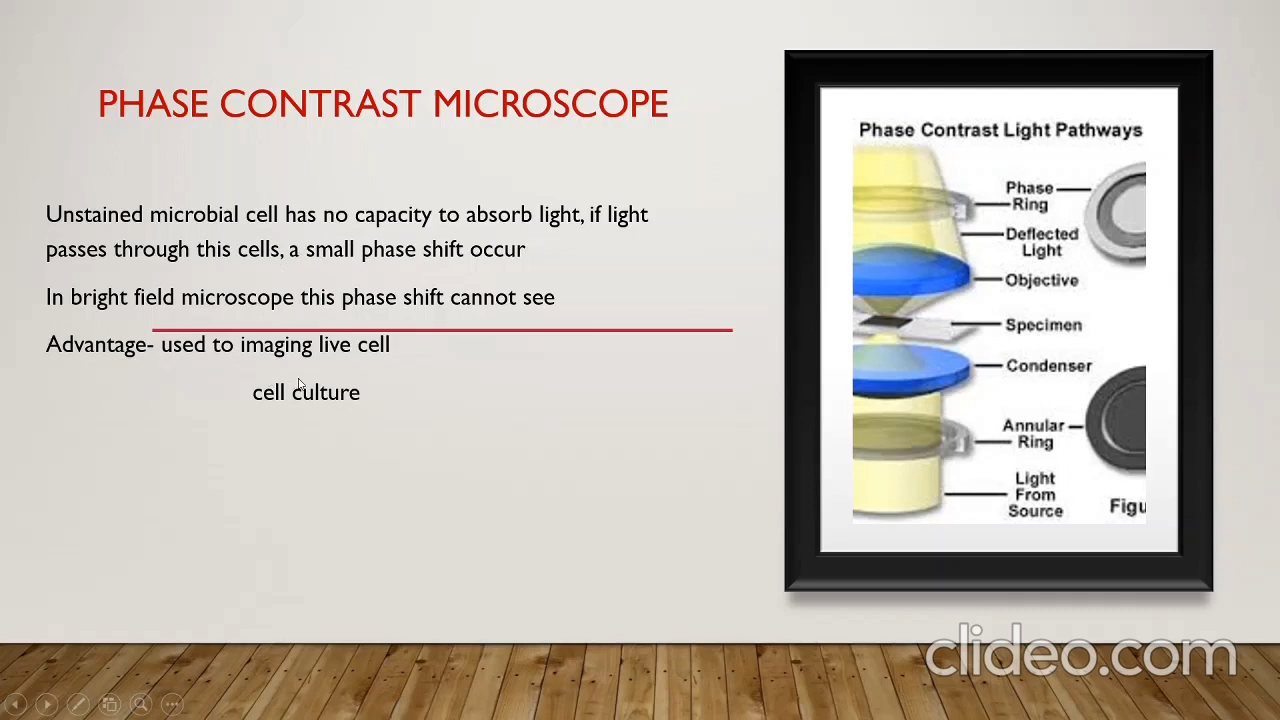 PHASE CONTRAST MICROSCOPE
Unstained microbial cell has no capacity to absorb light, if light
passes through this cells, a small phase shift occur
In bright field microscope this phase shift cannot see
Advantage- used to imaging live cell
cell culture
Phase Contrast Light Pathways
Phase
Ring
Deflected
Light
Objective
Specimen
Condenser
Annular
Ring
Light
From
Source
Figu
clideo.com